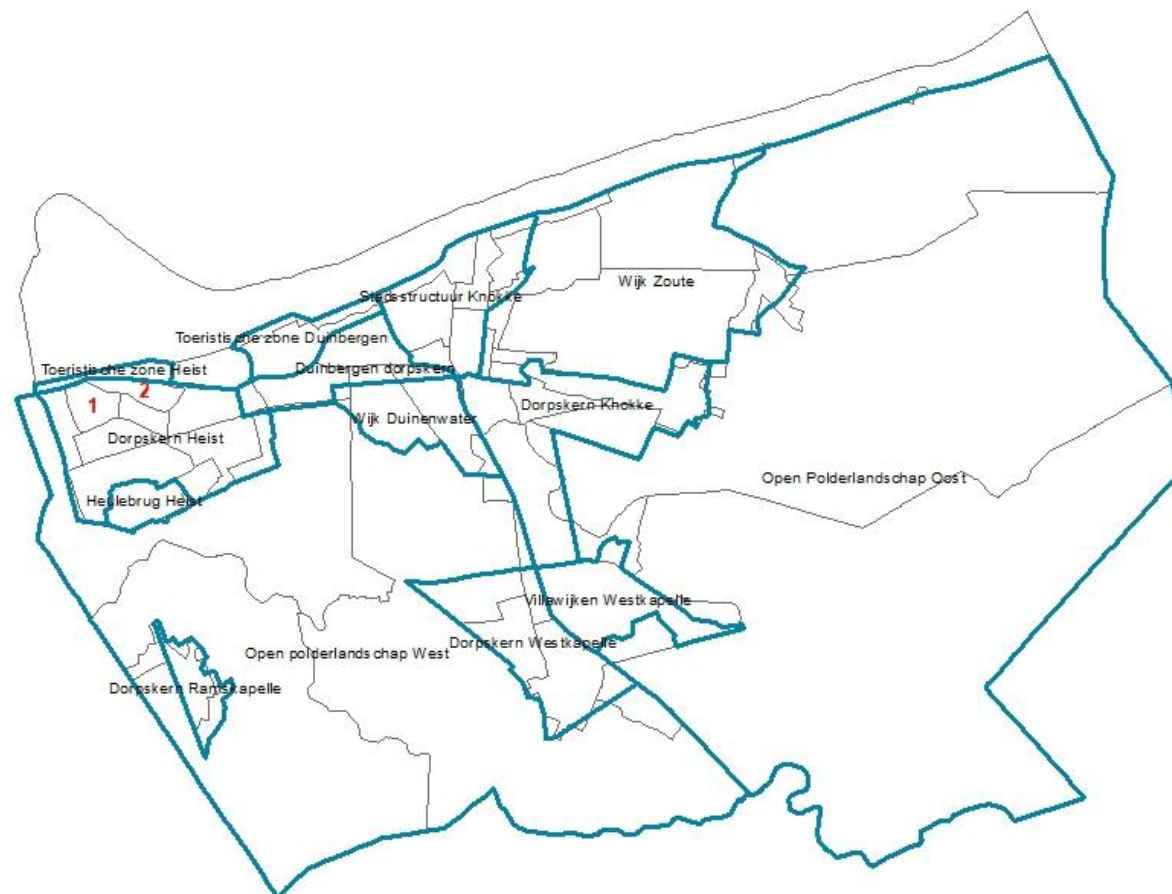 Wijk Zoute
Stadsstructuur Knokke
Toeristische zone Duinbergen
Toeristische zone Heist
Duinbergen dorpskern
1
2
Wijk Duinenwater
Dorpskern Knokke
Dorpskern Heist
Open Polderlandschap Oost
Heulebrug Heist
Villawijken Westkapelle
Dorpskern Westkapelle
Open polderlandschap West
Dorpskern Ramskapelle